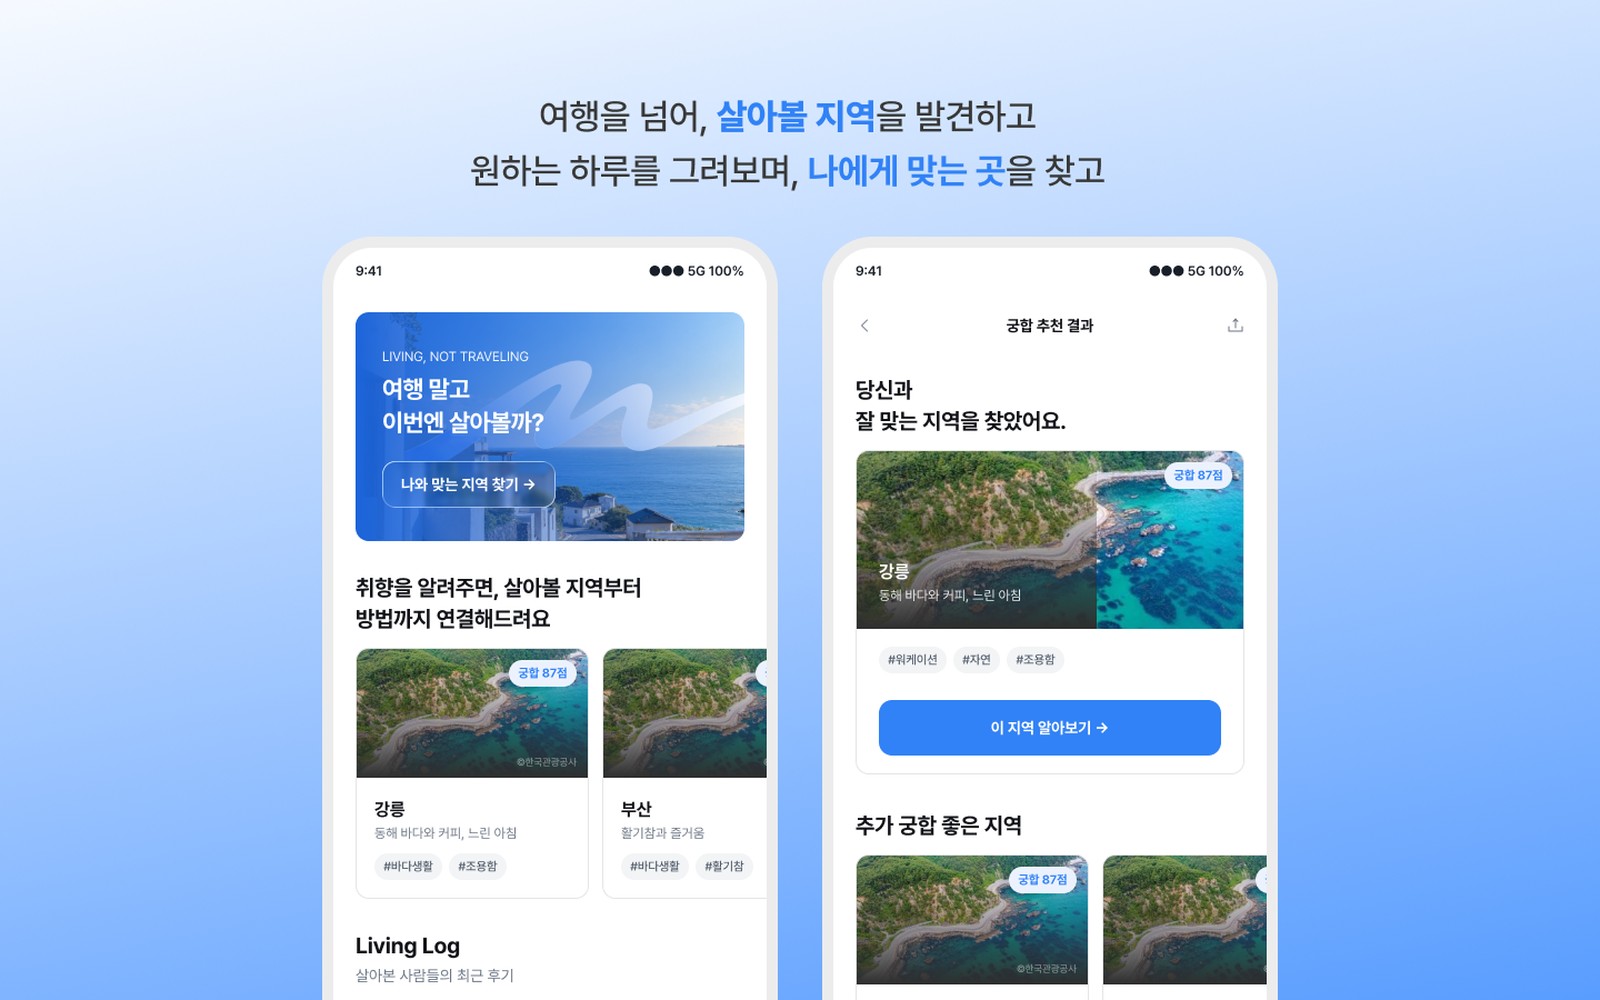 여행을 넘어, 살아볼 지역을 발견하고
원하는 하루를 그려보며, 나에게 맞는 곳을 찾고
9:41
5G 100%
LIVING, NOT TRAVELING
여행 말고
이번엔 살아볼까?
나와 맞는 지역 찾기 →
취향을 알려주면, 살아볼 지역부터
방법까지 연결해드려요
궁합 87점
©한국관광공사
강릉
동해 바다와 커피, 느린 아침
#바다생활 #조용함
부산
활기참과 즐거움
#바다생활 #활기참
Living Log
살아본 사람들의 최근 후기
9:41
5G 100%
궁합 추천 결과
당신과
잘 맞는 지역을 찾았어요.
궁합 87점
강릉
동해 바다와 커피, 느린 아침
#워케이션 #자연 #조용함
이 지역 알아보기 →
추가 궁합 좋은 지역
궁합 87점
©한국관광공사